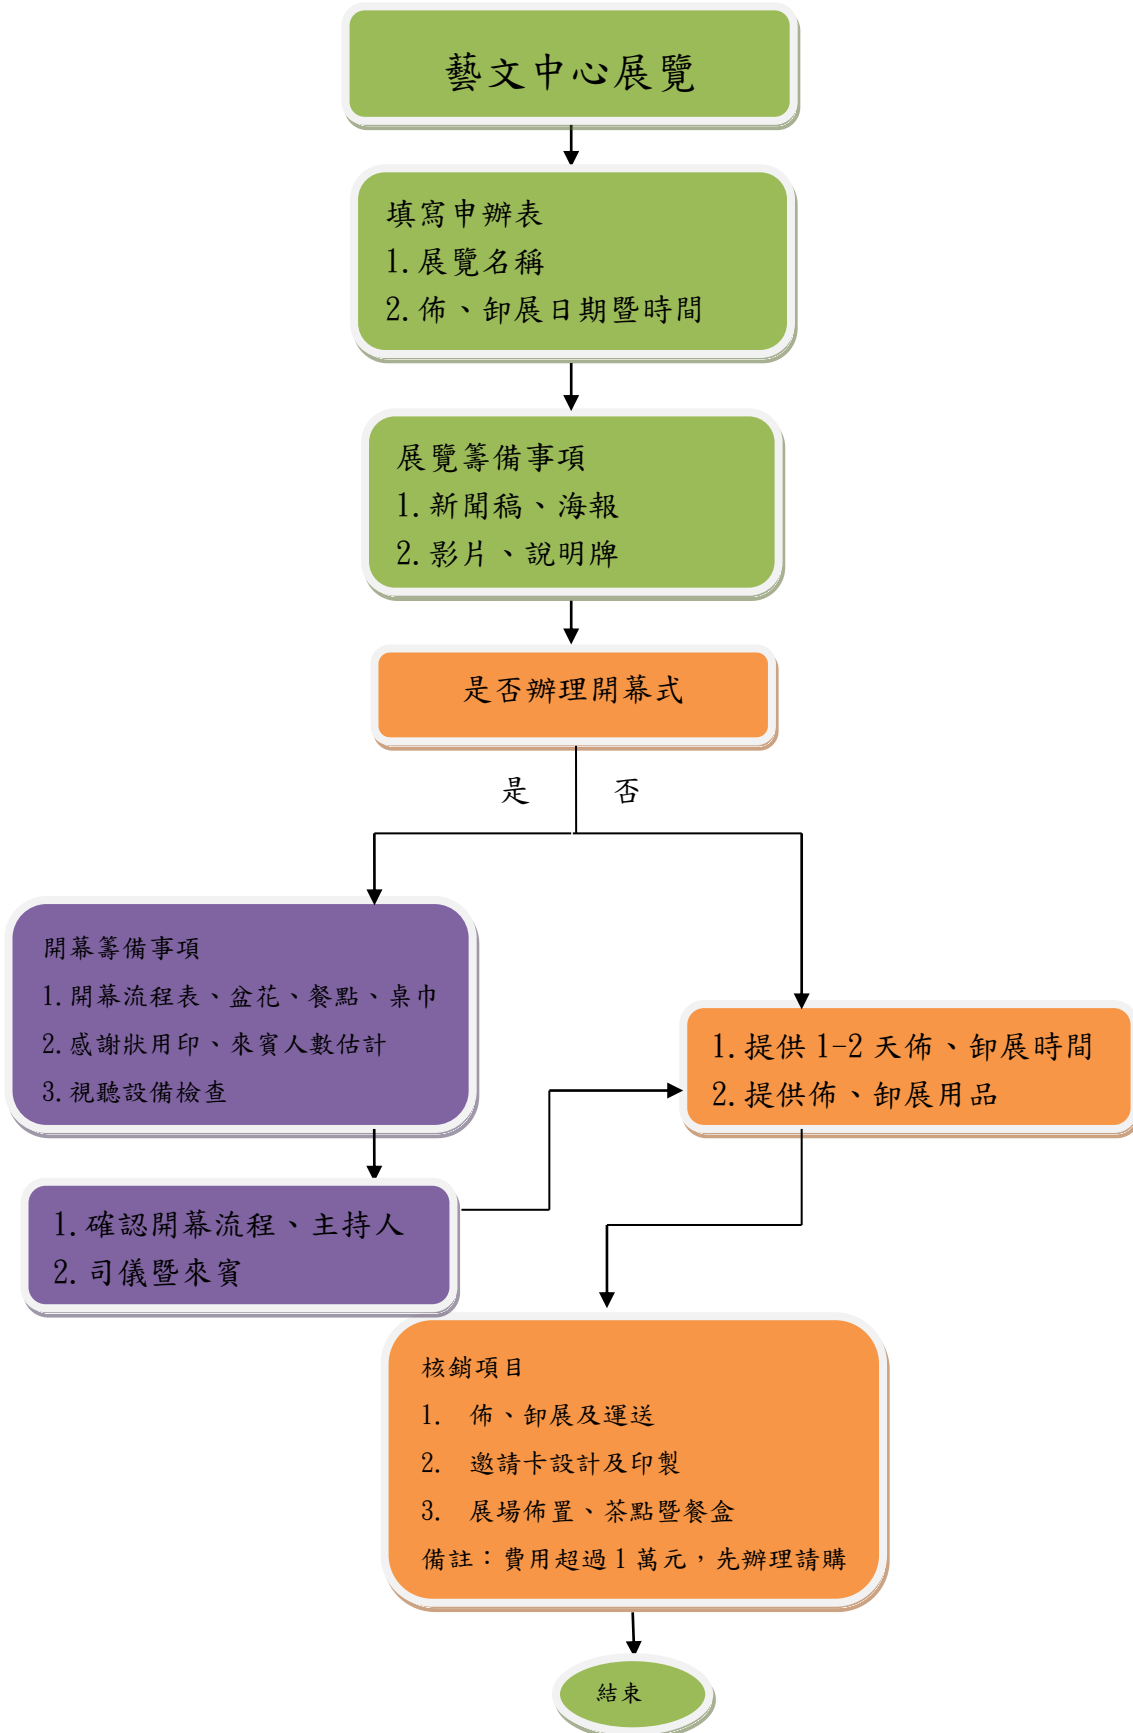 藝文中心展覽
填寫申辦表
1.展覽名稱
2.佈、卸展日期暨時間
展覽籌備事項
1.新聞稿、海報
2.影片、說明牌
是否辦理開幕式
是
否
開幕籌備事項
1.開幕流程表、盆花、餐點、桌巾
2.感謝狀用印、來賓人數估計
3.視聽設備檢查
1.提供1-2天佈、卸展時間
2.提供佈、卸展用品
1.確認開幕流程、主持人
2.司儀暨來賓
核銷項目
1. 佈、卸展及運送
2. 邀請卡設計及印製
3. 展場佈置、茶點暨餐盒
備註：費用超過1萬元，先辦理請購
結束